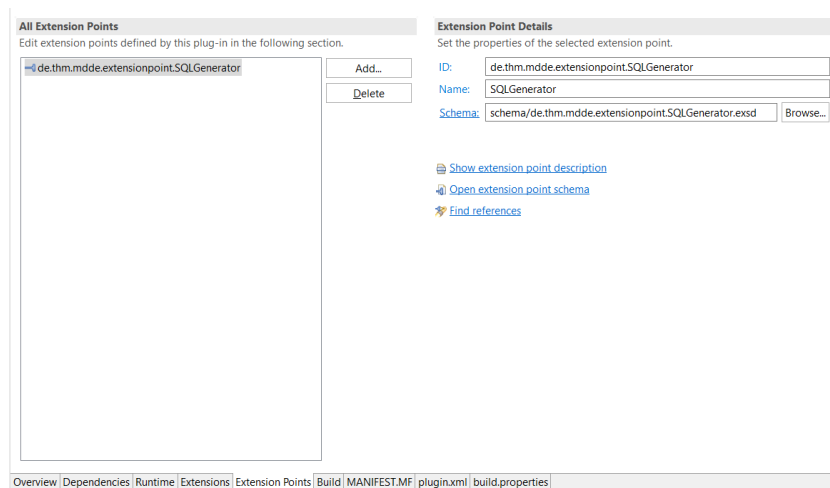 All Extension Points
Edit extension points defined by this plug-in in the following section.
de.thm.mdde.extensionpoint.SQLGenerator
Add...
Delete
Extension Point Details
Set the properties of the selected extension point.
ID: de.thm.mdde.extensionpoint.SQLGenerator
Name: SQLGenerator
Schema: schema/de.thm.mdde.extensionpoint.SQLGenerator.exsd Browse...
Show extension point description
Open extension point schema
Find references
Overview Dependencies Runtime Extensions Extension Points Build MANIFEST.MF plugin.xml build.properties